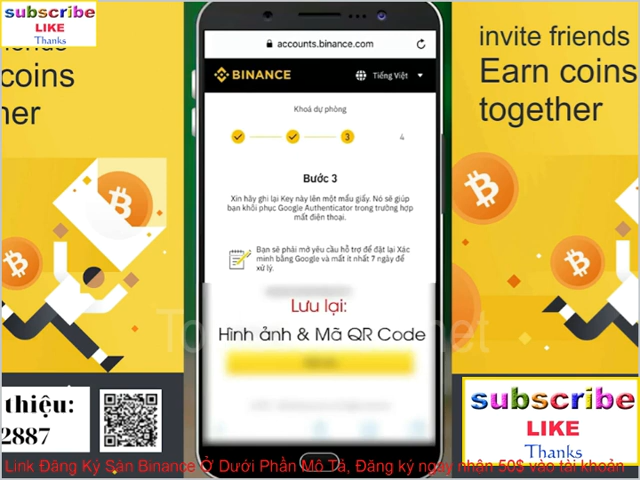 subscribe
LIKE
Thanks
coins
her
accounts.binance.com
BINANCE
Tiếng Việt
Khoá dự phòng
3
4
Bước 3
Xin hãy ghi lại Key này lên một mẩu giấy. Nó sẽ giúp
bạn khôi phục Google Authenticator trong trường hợp
mất điện thoại.
Bạn sẽ phải mở yêu cầu hỗ trợ để đặt lại Xác
minh bằng Google và mất ít nhất 7 ngày để
xử lý.
Lưu lại:
Hình ảnh & Mã QR Code
invite friends
Earn coins
together
thiệu:
2887
subscribe
LIKE
Thanks
Link Đăng Ký Sàn Binance Ở Dưới Phần Mô Tả, Đăng ký ngay nhận 50$ vào tài khoản